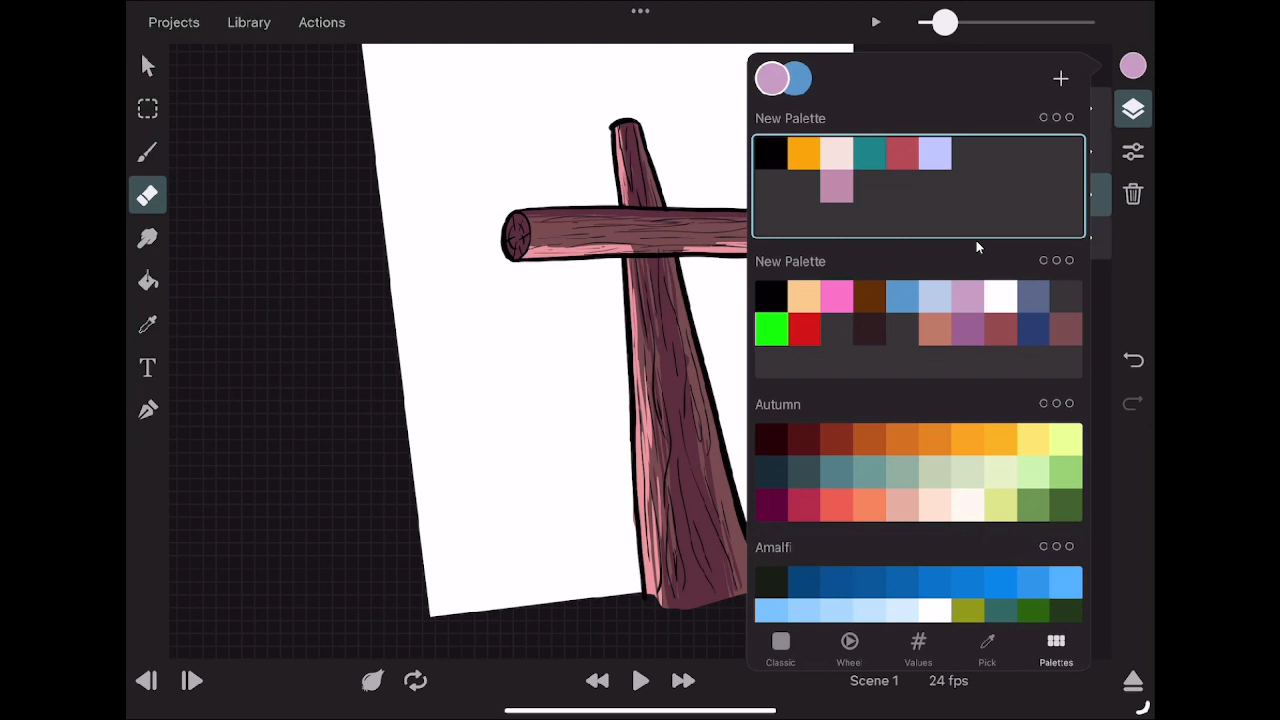 Projects Library Actions
New Palette
New Palette
Autumn
Amalfi
Classic Wheel Values Pick Palettes
Scene 1 24 fps